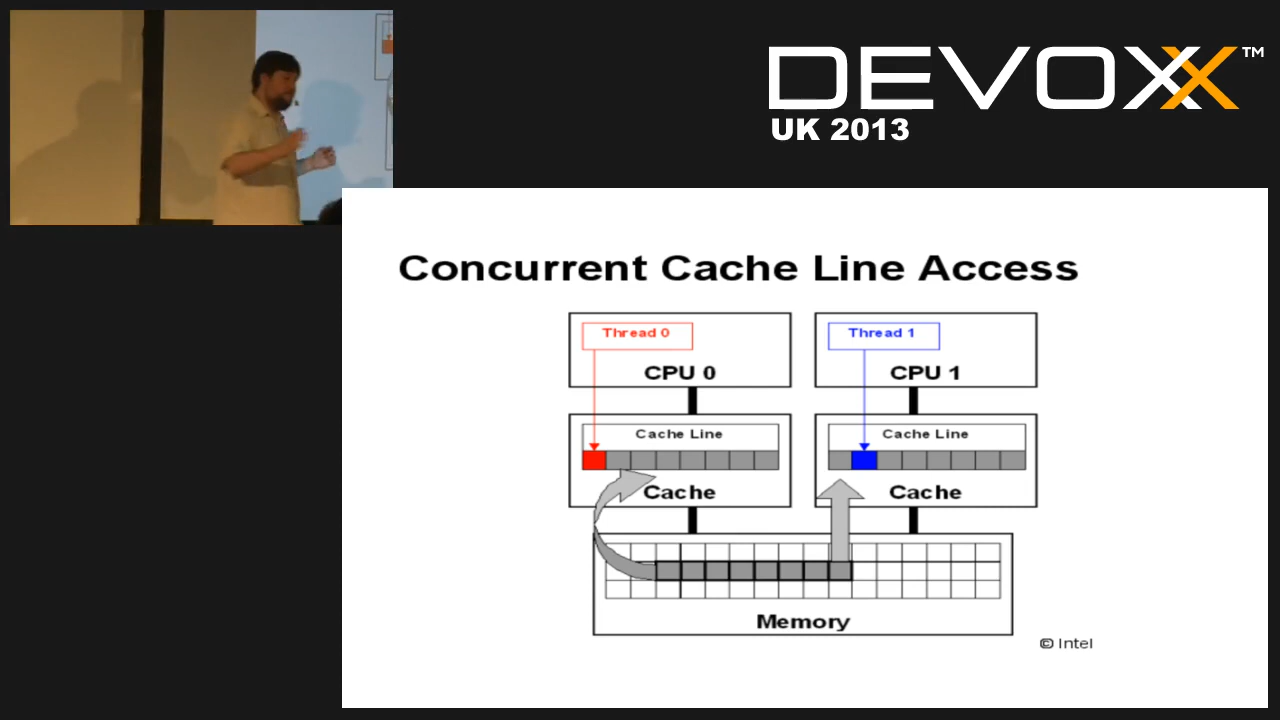 DEVOXX™
UK 2013
Concurrent Cache Line Access
Thread 0
Thread 1
CPU 0
CPU 1
Cache Line
Cache Line
Cache
Cache
Memory
© Intel